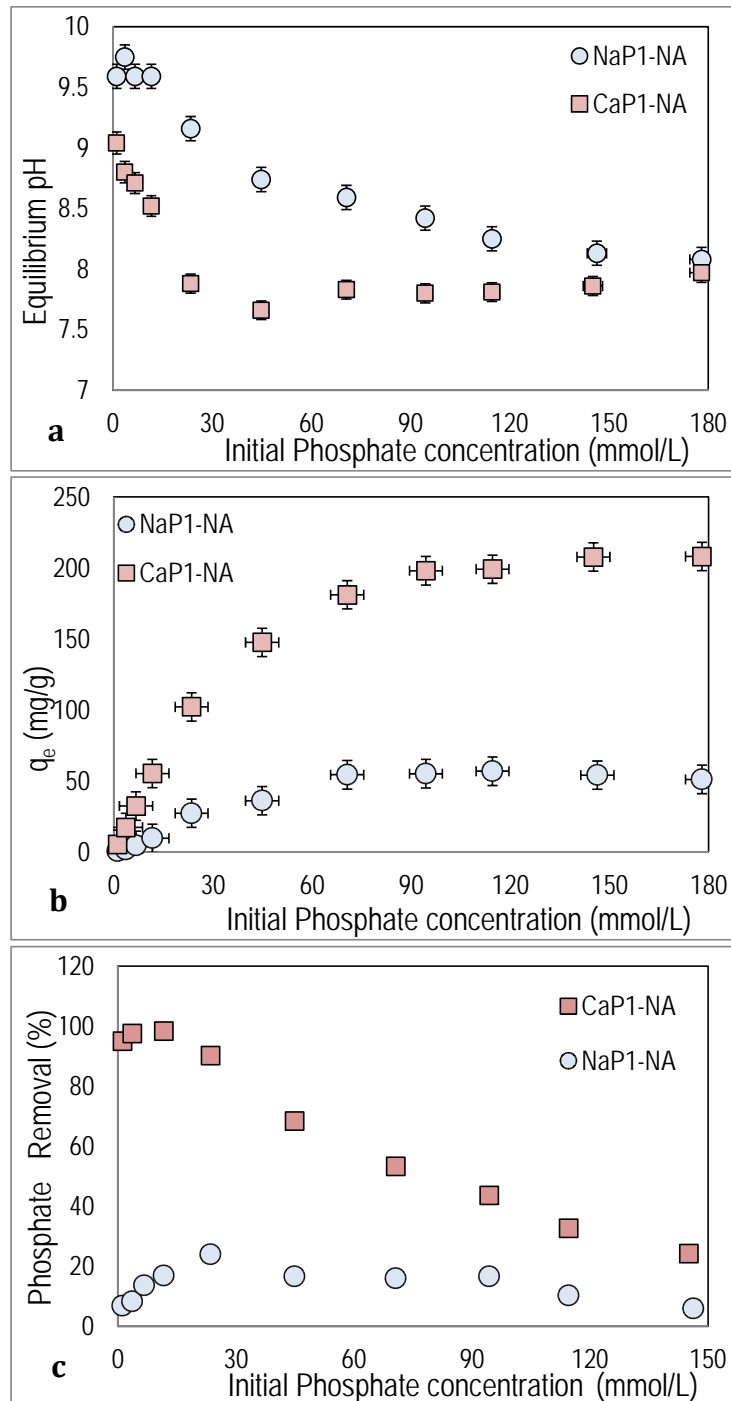 10
9.5
9
8.5
8
7.5
7
Equilibrium pH
NaP1-NA
CaP1-NA
a
0 30 60 90 120 150 180
Initial Phosphate concentration (mmol/L)
250
200
150
100
50
0
qe (mg/g)
NaP1-NA
CaP1-NA
b
0 30 60 90 120 150 180
Initial Phosphate concentration (mmol/L)
120
100
80
60
40
20
0
Phosphate Removal (%)
CaP1-NA
NaP1-NA
c
0 30 60 90 120 150
Initial Phosphate concentration (mmol/L)